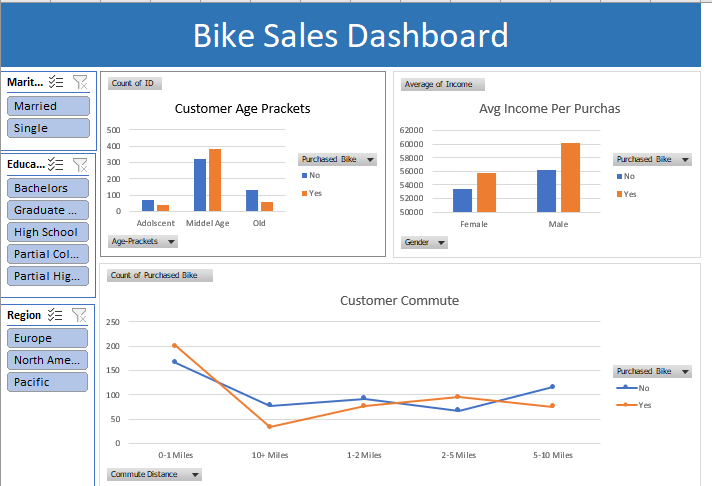 Bike Sales Dashboard
Marit...
Married
Single
Educa...
Bachelors
Graduate ...
High School
Partial Col...
Partial Hig...
Region
Europe
North Ame...
Pacific
Count of ID
Customer Age Prackets
500
400
300
200
100
0
Adolscent Middel Age Old
Purchased Bike
No
Yes
Age-Prackets
Average of Income
Avg Income Per Purchas
62000
60000
58000
56000
54000
52000
50000
Female Male
Purchased Bike
No
Yes
Gender
Count of Purchased Bike
Customer Commute
250
200
150
100
50
0
0-1 Miles 10+ Miles 1-2 Miles 2-5 Miles 5-10 Miles
Purchased Bike
No
Yes
Commute Distance